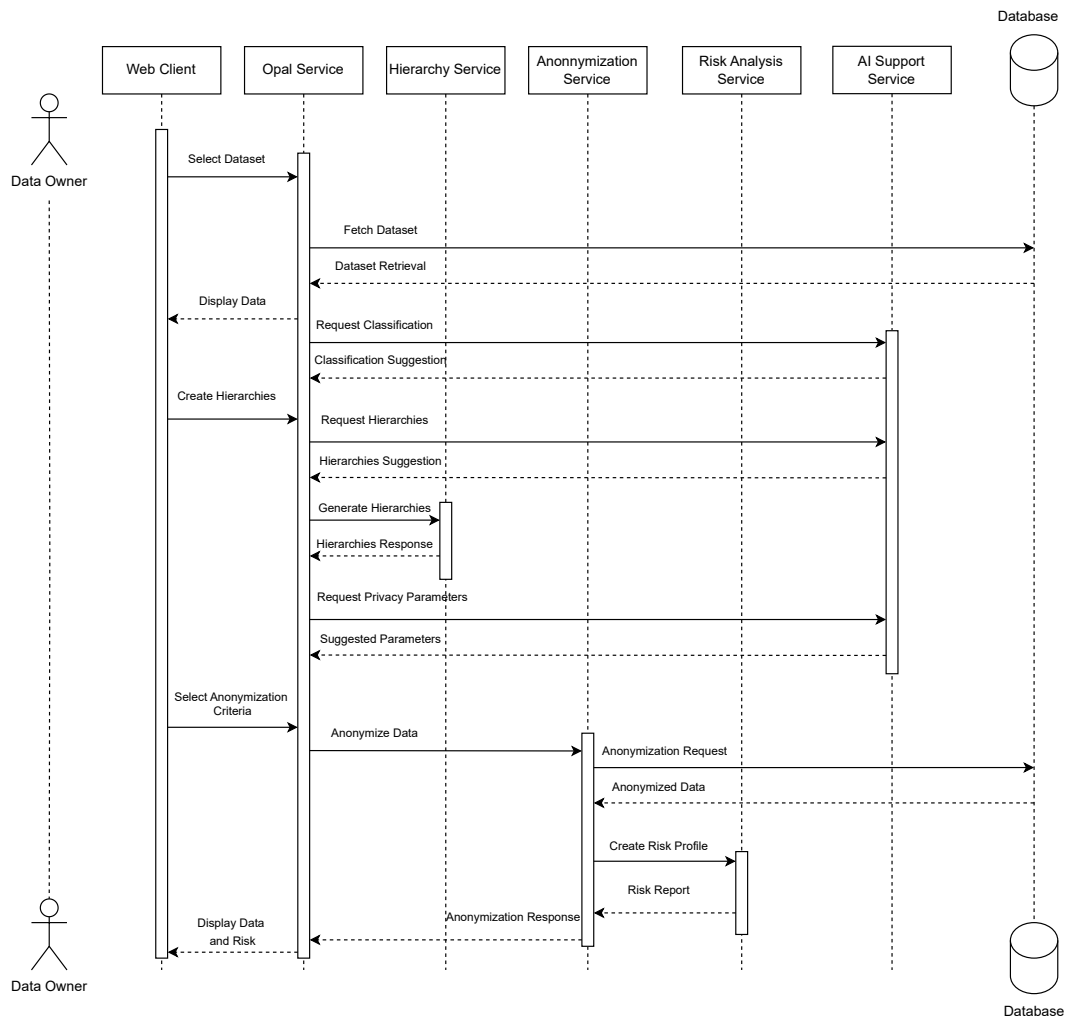 Database
Web Client
Opal Service
Hierarchy Service
Anonnymization
Service
Risk Analysis
Service
AI Support
Service
Data Owner
Select Dataset
Fetch Dataset
Dataset Retrieval
Display Data
Request Classification
Classification Suggestion
Create Hierarchies
Request Hierarchies
Hierarchies Suggestion
Generate Hierarchies
Hierarchies Response
Request Privacy Parameters
Suggested Parameters
Select Anonymization
Criteria
Anonymize Data
Anonymization Request
Anonymized Data
Create Risk Profile
Risk Report
Anonymization Response
Display Data
and Risk
Data Owner
Database